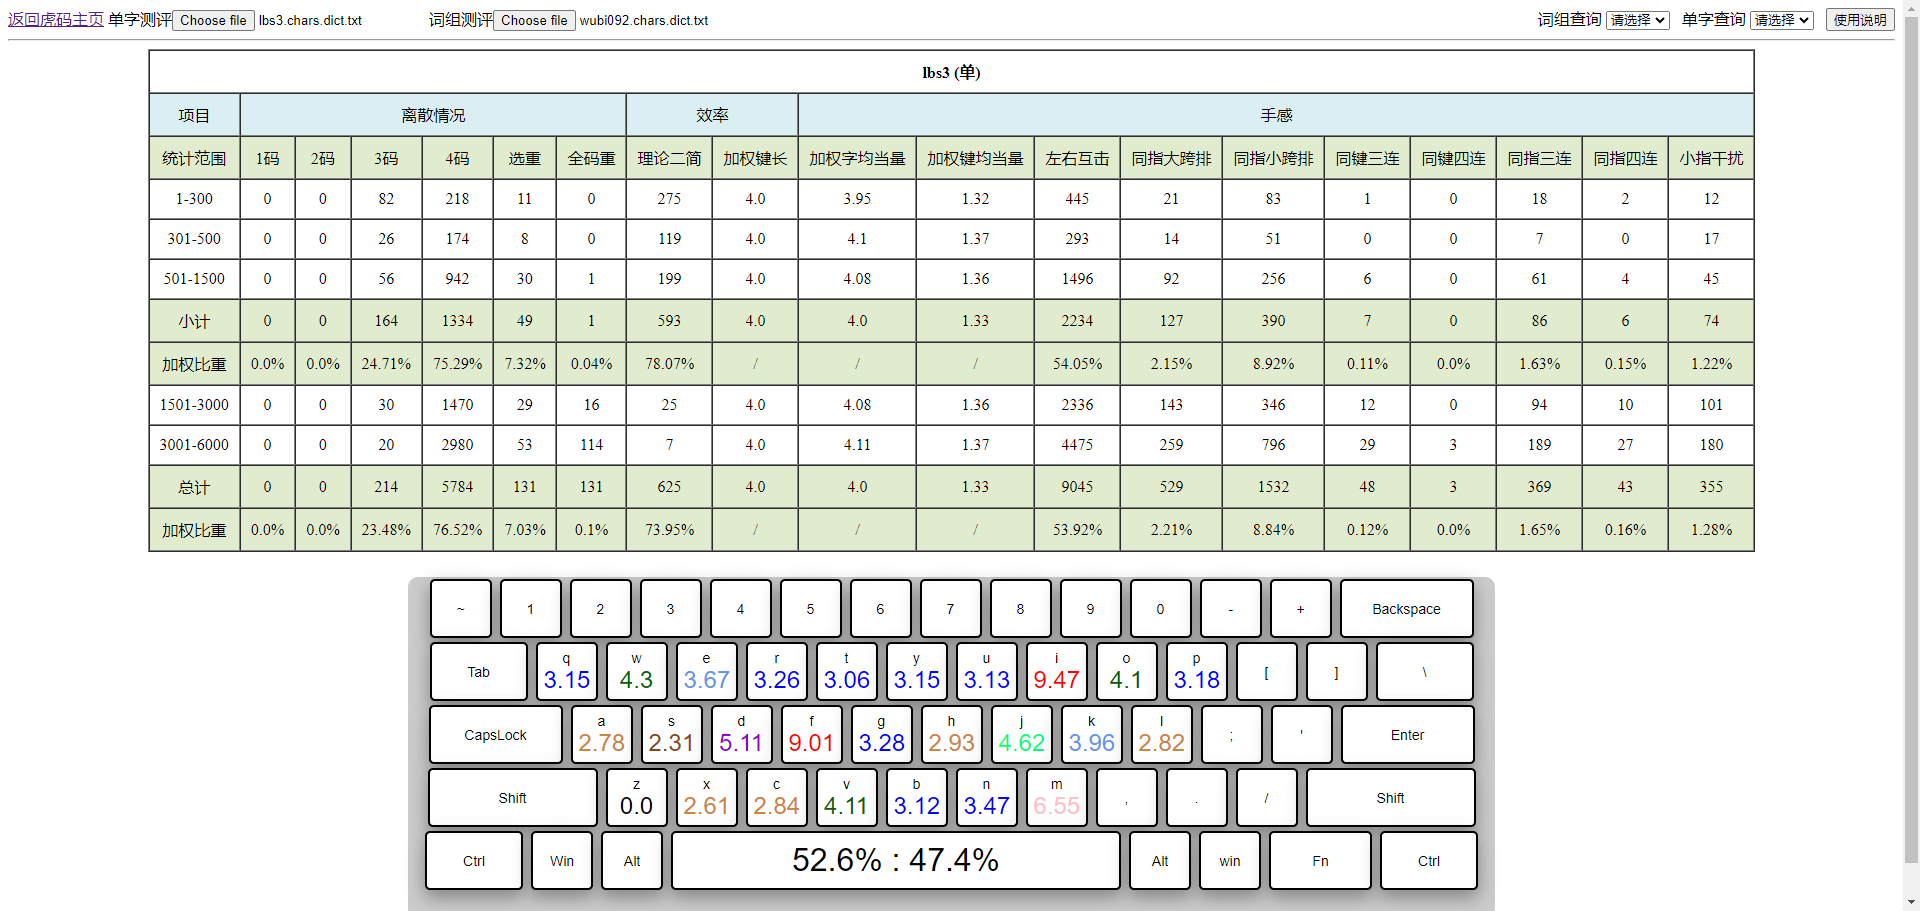 返回虎码主页 单字测评 Choose file lbs3.chars.dict.txt 词组测评 Choose file wubi092.chars.dict.txt 词组查询 请选择 单字查询 请选择 使用说明
lbs3 (单)
项目 离散情况 效率 手感
统计范围 1码 2码 3码 4码 选重 全码重 理论二简 加权键长 加权字均当量 加权键均当量 左右互击 同指大跨排 同指小跨排 同键三连 同键四连 同指三连 同指四连 小指干扰
1-300 0 0 82 218 11 0 275 4.0 3.95 1.32 445 21 83 1 0 18 2 12
301-500 0 0 26 174 8 0 119 4.0 4.1 1.37 293 14 51 0 0 7 0 17
501-1500 0 0 56 942 30 1 199 4.0 4.08 1.36 1496 92 256 6 0 61 4 45
小计 0 0 164 1334 49 1 593 4.0 4.0 1.33 2234 127 390 7 0 86 6 74
加权比重 0.0% 0.0% 24.71% 75.29% 7.32% 0.04% 78.07% / / / 54.05% 2.15% 8.92% 0.11% 0.0% 1.63% 0.15% 1.22%
1501-3000 0 0 30 1470 29 16 25 4.0 4.08 1.36 2336 143 346 12 0 94 10 101
3001-6000 0 0 20 2980 53 114 7 4.0 4.11 1.37 4475 259 796 29 3 189 27 180
总计 0 0 214 5784 131 131 625 4.0 4.0 1.33 9045 529 1532 48 3 369 43 355
加权比重 0.0% 0.0% 23.48% 76.52% 7.03% 0.1% 73.95% / / / 53.92% 2.21% 8.84% 0.12% 0.0% 1.65% 0.16% 1.28%
~ 1 2 3 4 5 6 7 8 9 0 - + Backspace
q w e r t y u i o p
Tab 3.15 4.3 3.67 3.26 3.06 3.15 3.13 9.47 4.1 3.18 [ ] \
a s d f g h j k l
CapsLock 2.78 2.31 5.11 9.01 3.28 2.93 4.62 3.96 2.82 ; ' Enter
z x c v b n m
Shift 0.0 2.61 2.84 4.11 3.12 3.47 6.55 , . / Shift
Ctrl Win Alt 52.6% : 47.4% Alt win Fn Ctrl